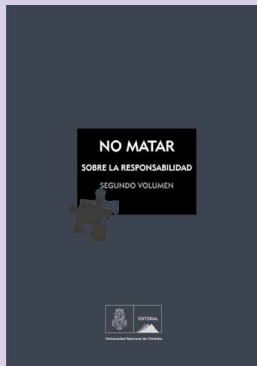 NO MATAR
SOBRE LA RESPONSABILIDAD
SEGUNDO VOLUMEN
EDITORIAL
Universidad Nacional de Córdoba